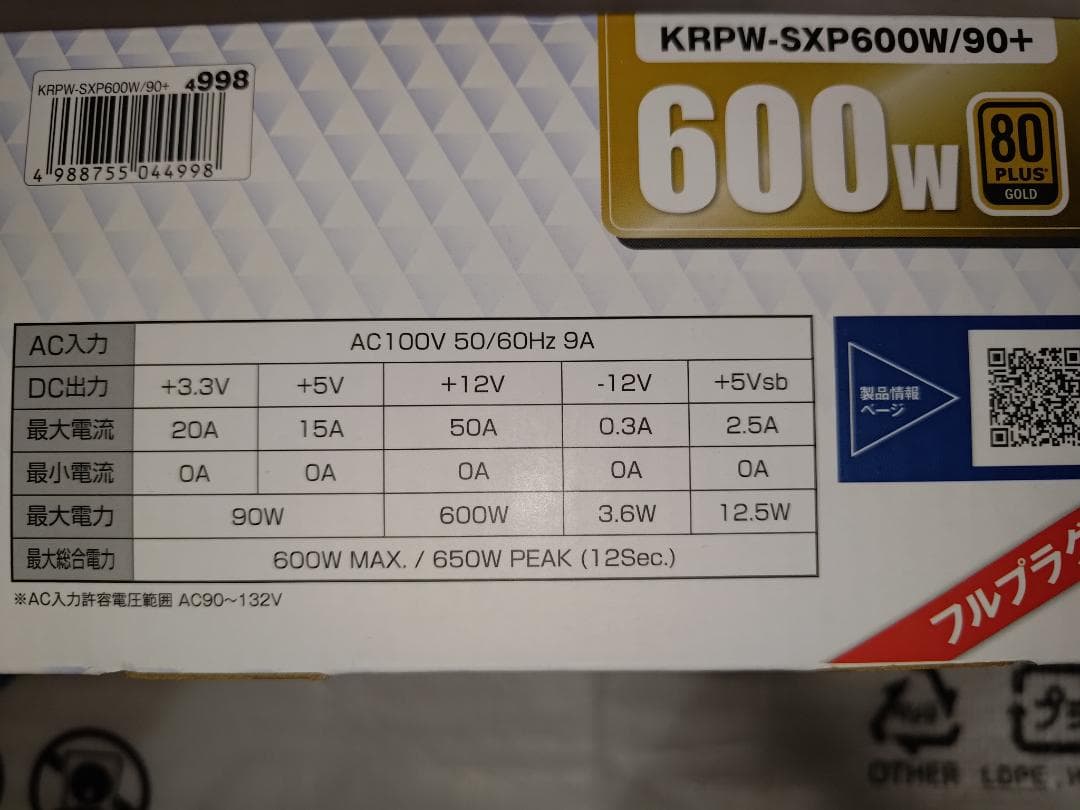 KRPW-SXP600W/90+
KRPW-SXP600W/90+ 4998
4 988755 044998
600W
80
PLUS
GOLD
AC入力 AC100V 50/60Hz 9A
DC出力 +3.3V +5V +12V -12V +5Vsb
最大電流 20A 15A 50A 0.3A 2.5A
最小電流 0A 0A 0A 0A 0A
最大電力 90W 600W 3.6W 12.5W
最大総合電力 600W MAX. / 650W PEAK (12Sec.)
※AC入力許容電圧範囲 AC90～132V
製品情報
ページ
フルプラグ
プラ
OTHER LDPE